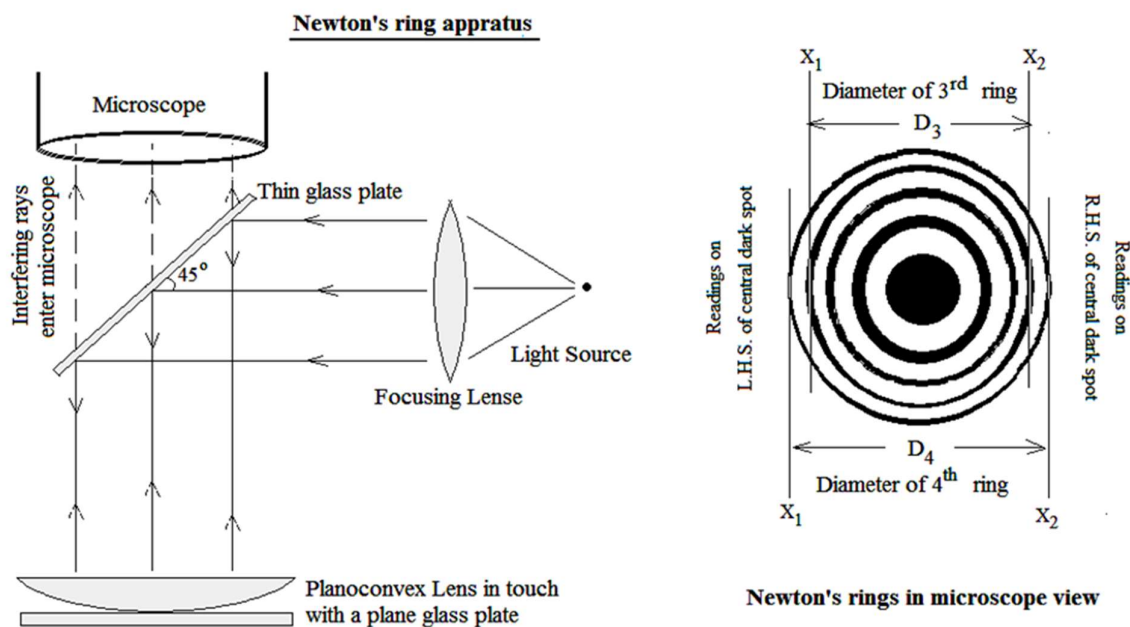 Newton's ring appratus
Microscope
Interfering rays
enter microscope
Thin glass plate
45°
Light Source
Focusing Lense
Planoconvex Lens in touch
with a plane glass plate
X1
X2
Diameter of 3rd ring
D3
Readings on
L.H.S. of central dark spot
Readings on
R.H.S. of central dark spot
D4
Diameter of 4th ring
X1
X2
Newton's rings in microscope view